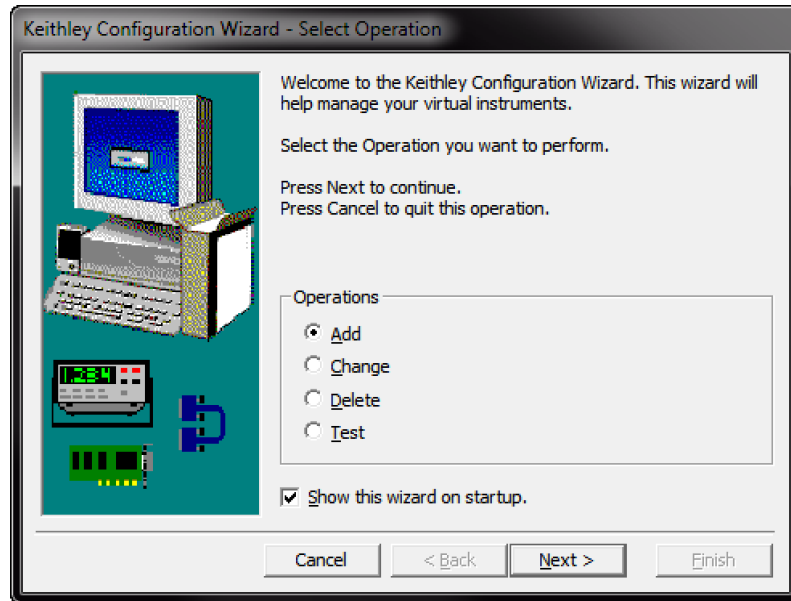 Keithley Configuration Wizard - Select Operation
Welcome to the Keithley Configuration Wizard. This wizard will
help manage your virtual instruments.
Select the Operation you want to perform.
Press Next to continue.
Press Cancel to quit this operation.
Operations
Add
Change
Delete
Test
1.234
Show this wizard on startup.
Cancel
< Back
Next >
Finish